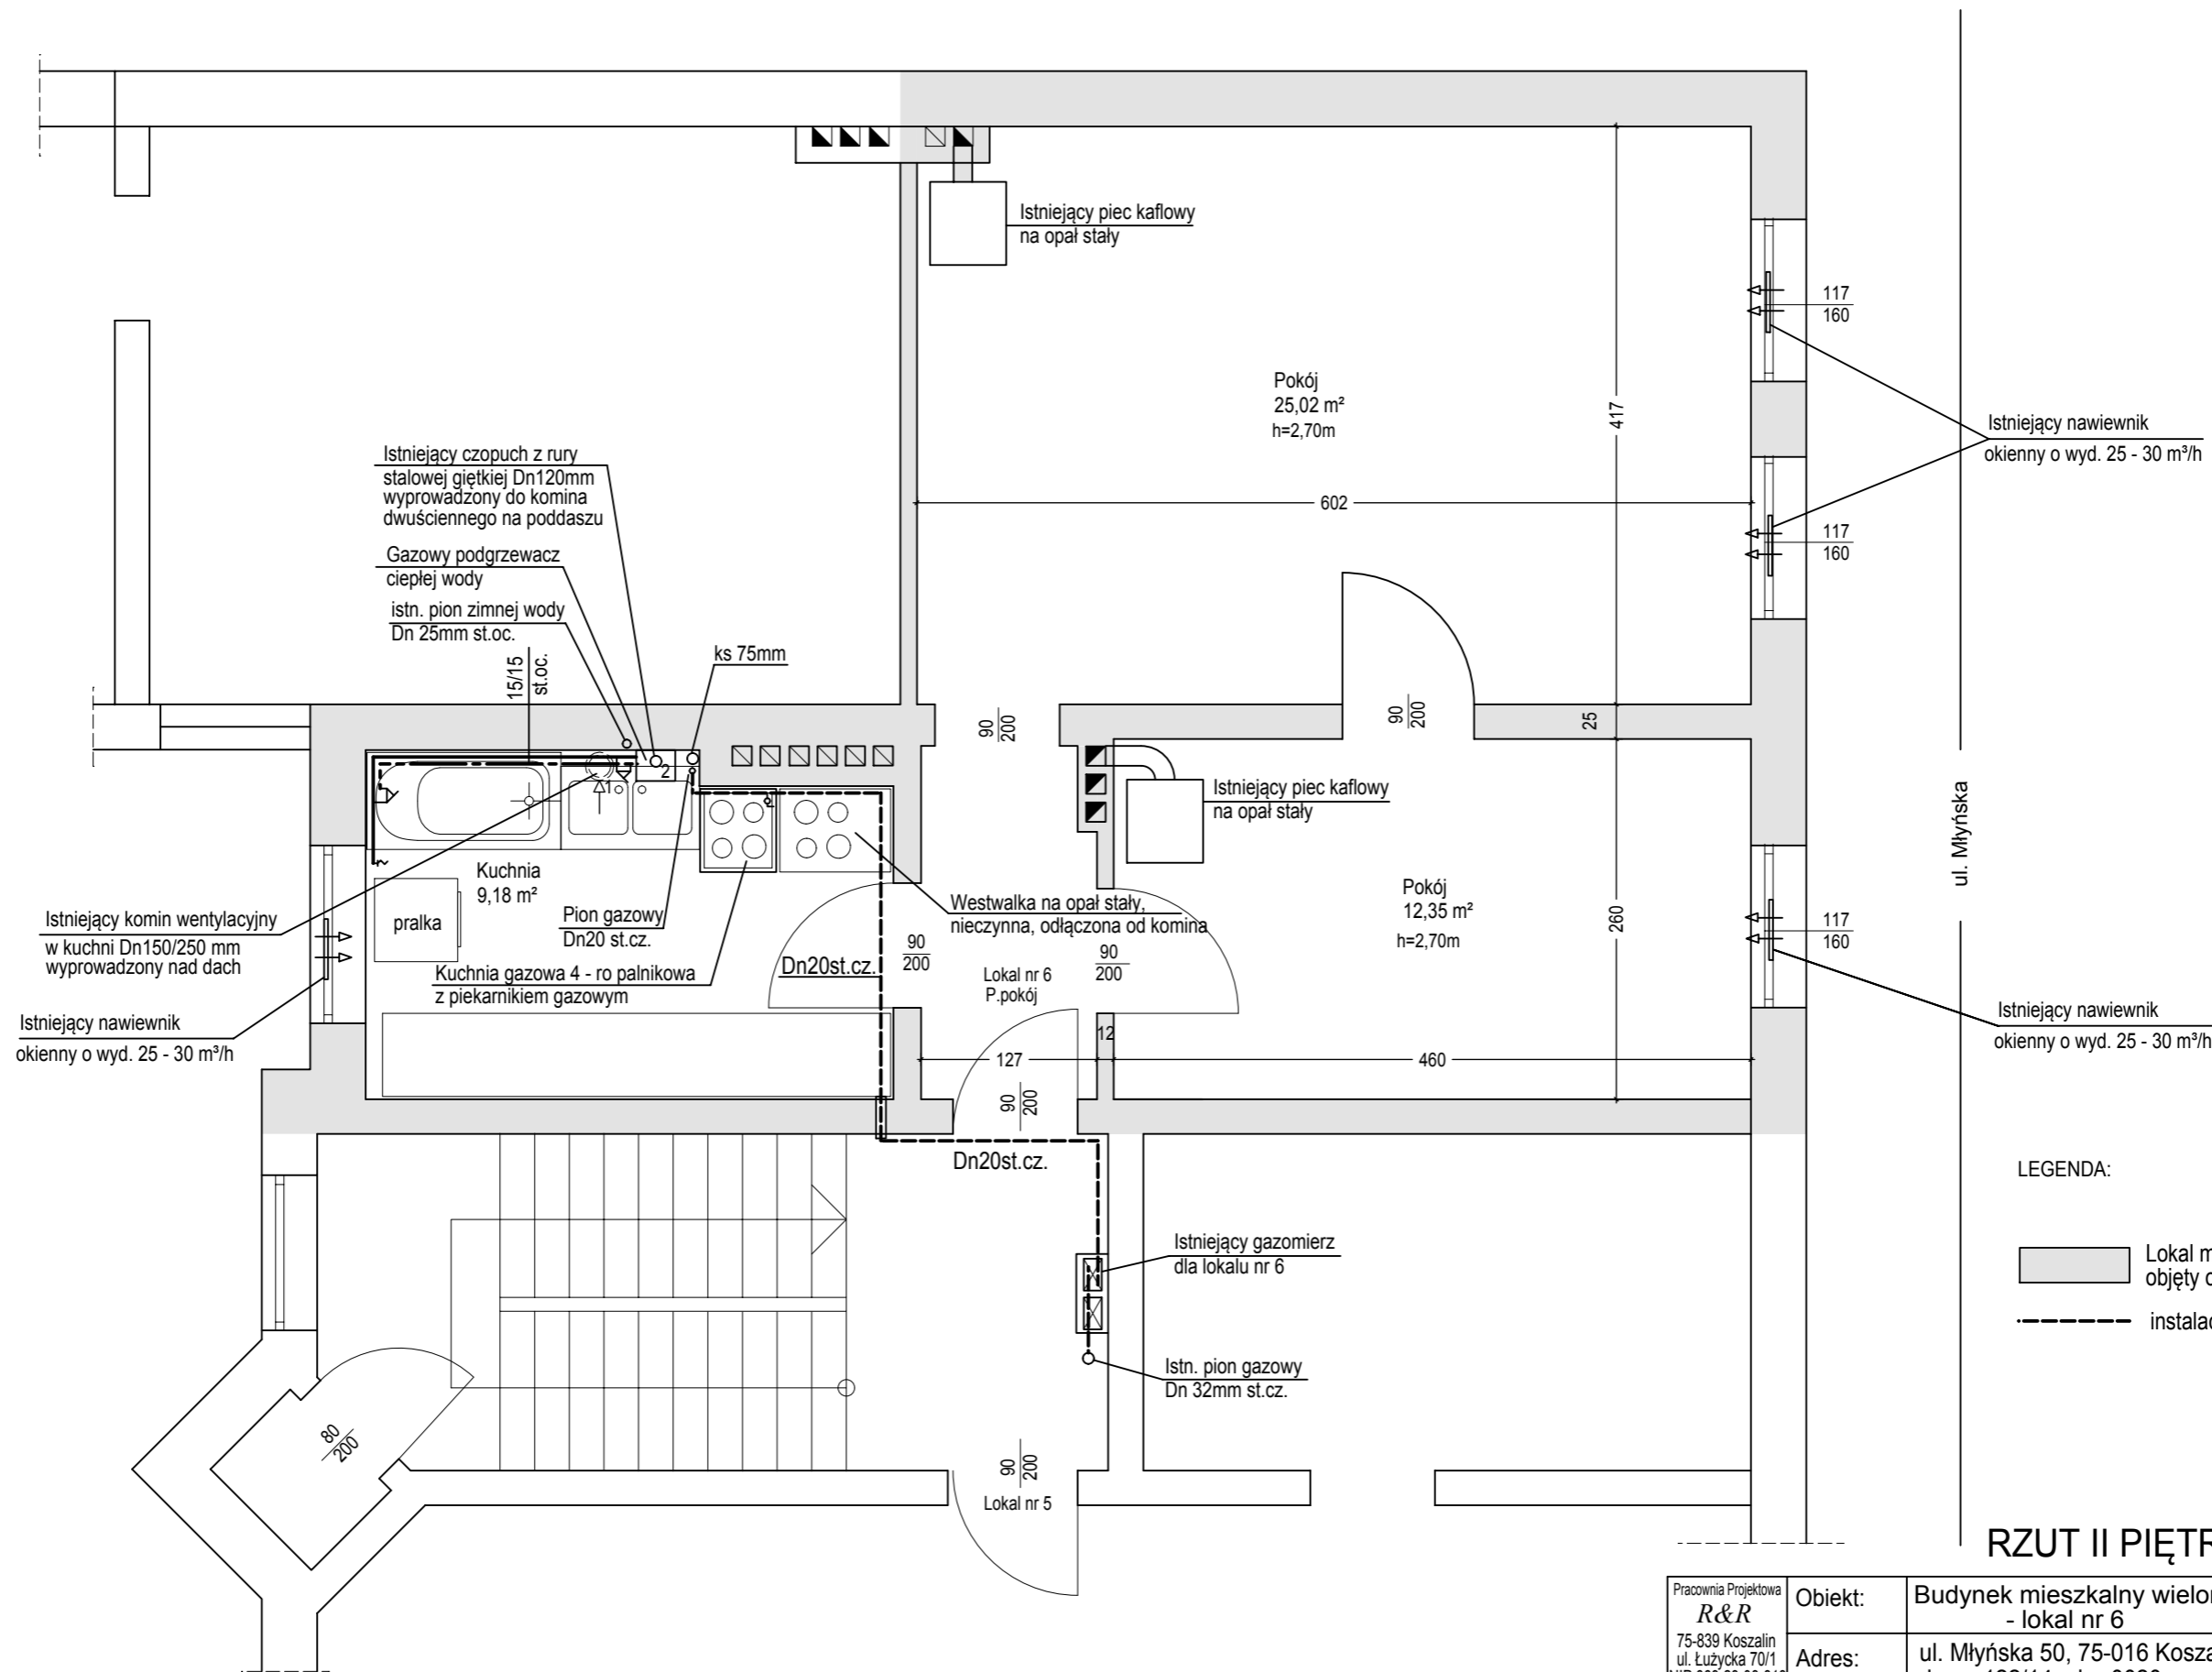 Istniejący piec kaflowy
na opał stały
117
160
Pokój
25,02 m²
h=2,70m
417
Istniejący nawiewnik
okienny o wyd. 25 - 30 m³/h
Istniejący czopuch z rury
stalowej giętkiej Dn120mm
wyprowadzony do komina
dwuściennego na poddaszu
602
117
160
Gazowy podgrzewacz
ciepłej wody
istn. pion zimnej wody
Dn 25mm st.oc.
15/15
st.oc.
ks 75mm
90
200
90
200
25
2
1
Istniejący piec kaflowy
na opał stały
ul. Młyńska
Kuchnia
9,18 m²
pralka
Istniejący komin wentylacyjny
w kuchni Dn150/250 mm
wyprowadzony nad dach
Pion gazowy
Dn20 st.cz.
Westwalka na opał stały,
nieczynna, odłączona od komina
Pokój
12,35 m²
h=2,70m
260
117
160
Kuchnia gazowa 4 - ro palnikowa
z piekarnikiem gazowym
Dn20st.cz.
90
200
90
200
Lokal nr 6
P.pokój
Istniejący nawiewnik
okienny o wyd. 25 - 30 m³/h
Istniejący nawiewnik
okienny o wyd. 25 - 30 m³/h
12
127
460
90
200
Dn20st.cz.
LEGENDA:
Istniejący gazomierz
dla lokalu nr 6
Lokal m
objęty o
instalac
Istn. pion gazowy
Dn 32mm st.cz.
80
200
90
200
Lokal nr 5
RZUT II PIĘTR
Pracownia Projektowa
R&R
75-839 Koszalin
ul. Łużycka 70/1
Obiekt:
Budynek mieszkalny wielor
- lokal nr 6
Adres:
ul. Młyńska 50, 75-016 Kosza